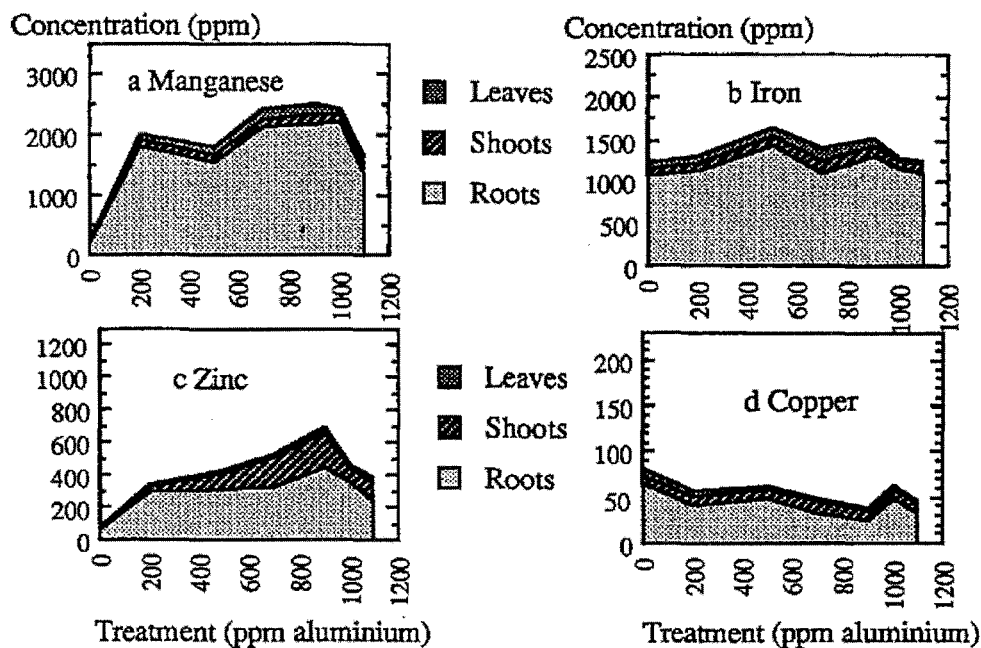 Concentration (ppm)
a Manganese
3000
2000
1000
0
0 200 400 600 800 1000 1200
Leaves
Shoots
Roots
Concentration (ppm)
b Iron
2500
2000
1500
1000
500
0
0 200 400 600 800 1000 1200
c Zinc
1200
1000
800
600
400
200
0
0 200 400 600 800 1000 1200
Treatment (ppm aluminium)
Leaves
Shoots
Roots
d Copper
200
150
100
50
0
0 200 400 600 800 1000 1200
Treatment (ppm aluminium)